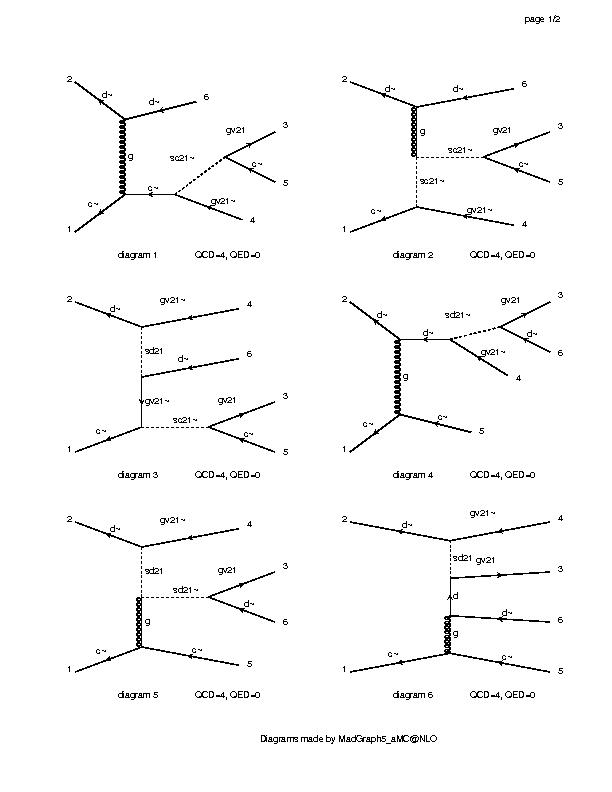 page 1/2
2 d~ d~ 6
g
gv21 3
sc21~ c~ 5
c~ gv21~ 4
c~ 1
diagram 1 QCD=4, QED=0
2 d~ d~ 6
g
gv21 3
sc21~ c~ 5
sc21~
c~ gv21~ 4
1
diagram 2 QCD=4, QED=0
2 d~ gv21~ 4
sd21
d~ 6
gv21~
gv21 3
c~ sc21~ c~
1 5
diagram 3 QCD=4, QED=0
2 d~ gv21 3
sd21~
d~ d~ 6
gv21~ 4
g
c~ c~ 5
1
diagram 4 QCD=4, QED=0
2 d~ gv21~ 4
sd21
gv21 3
sd21~ d~ 6
g
c~ c~ 5
1
diagram 5 QCD=4, QED=0
2 d~ gv21~ 4
sd21 gv21 3
d
d~ 6
g
c~ c~
1 5
diagram 6 QCD=4, QED=0
Diagrams made by MadGraph5_aMC@NLO